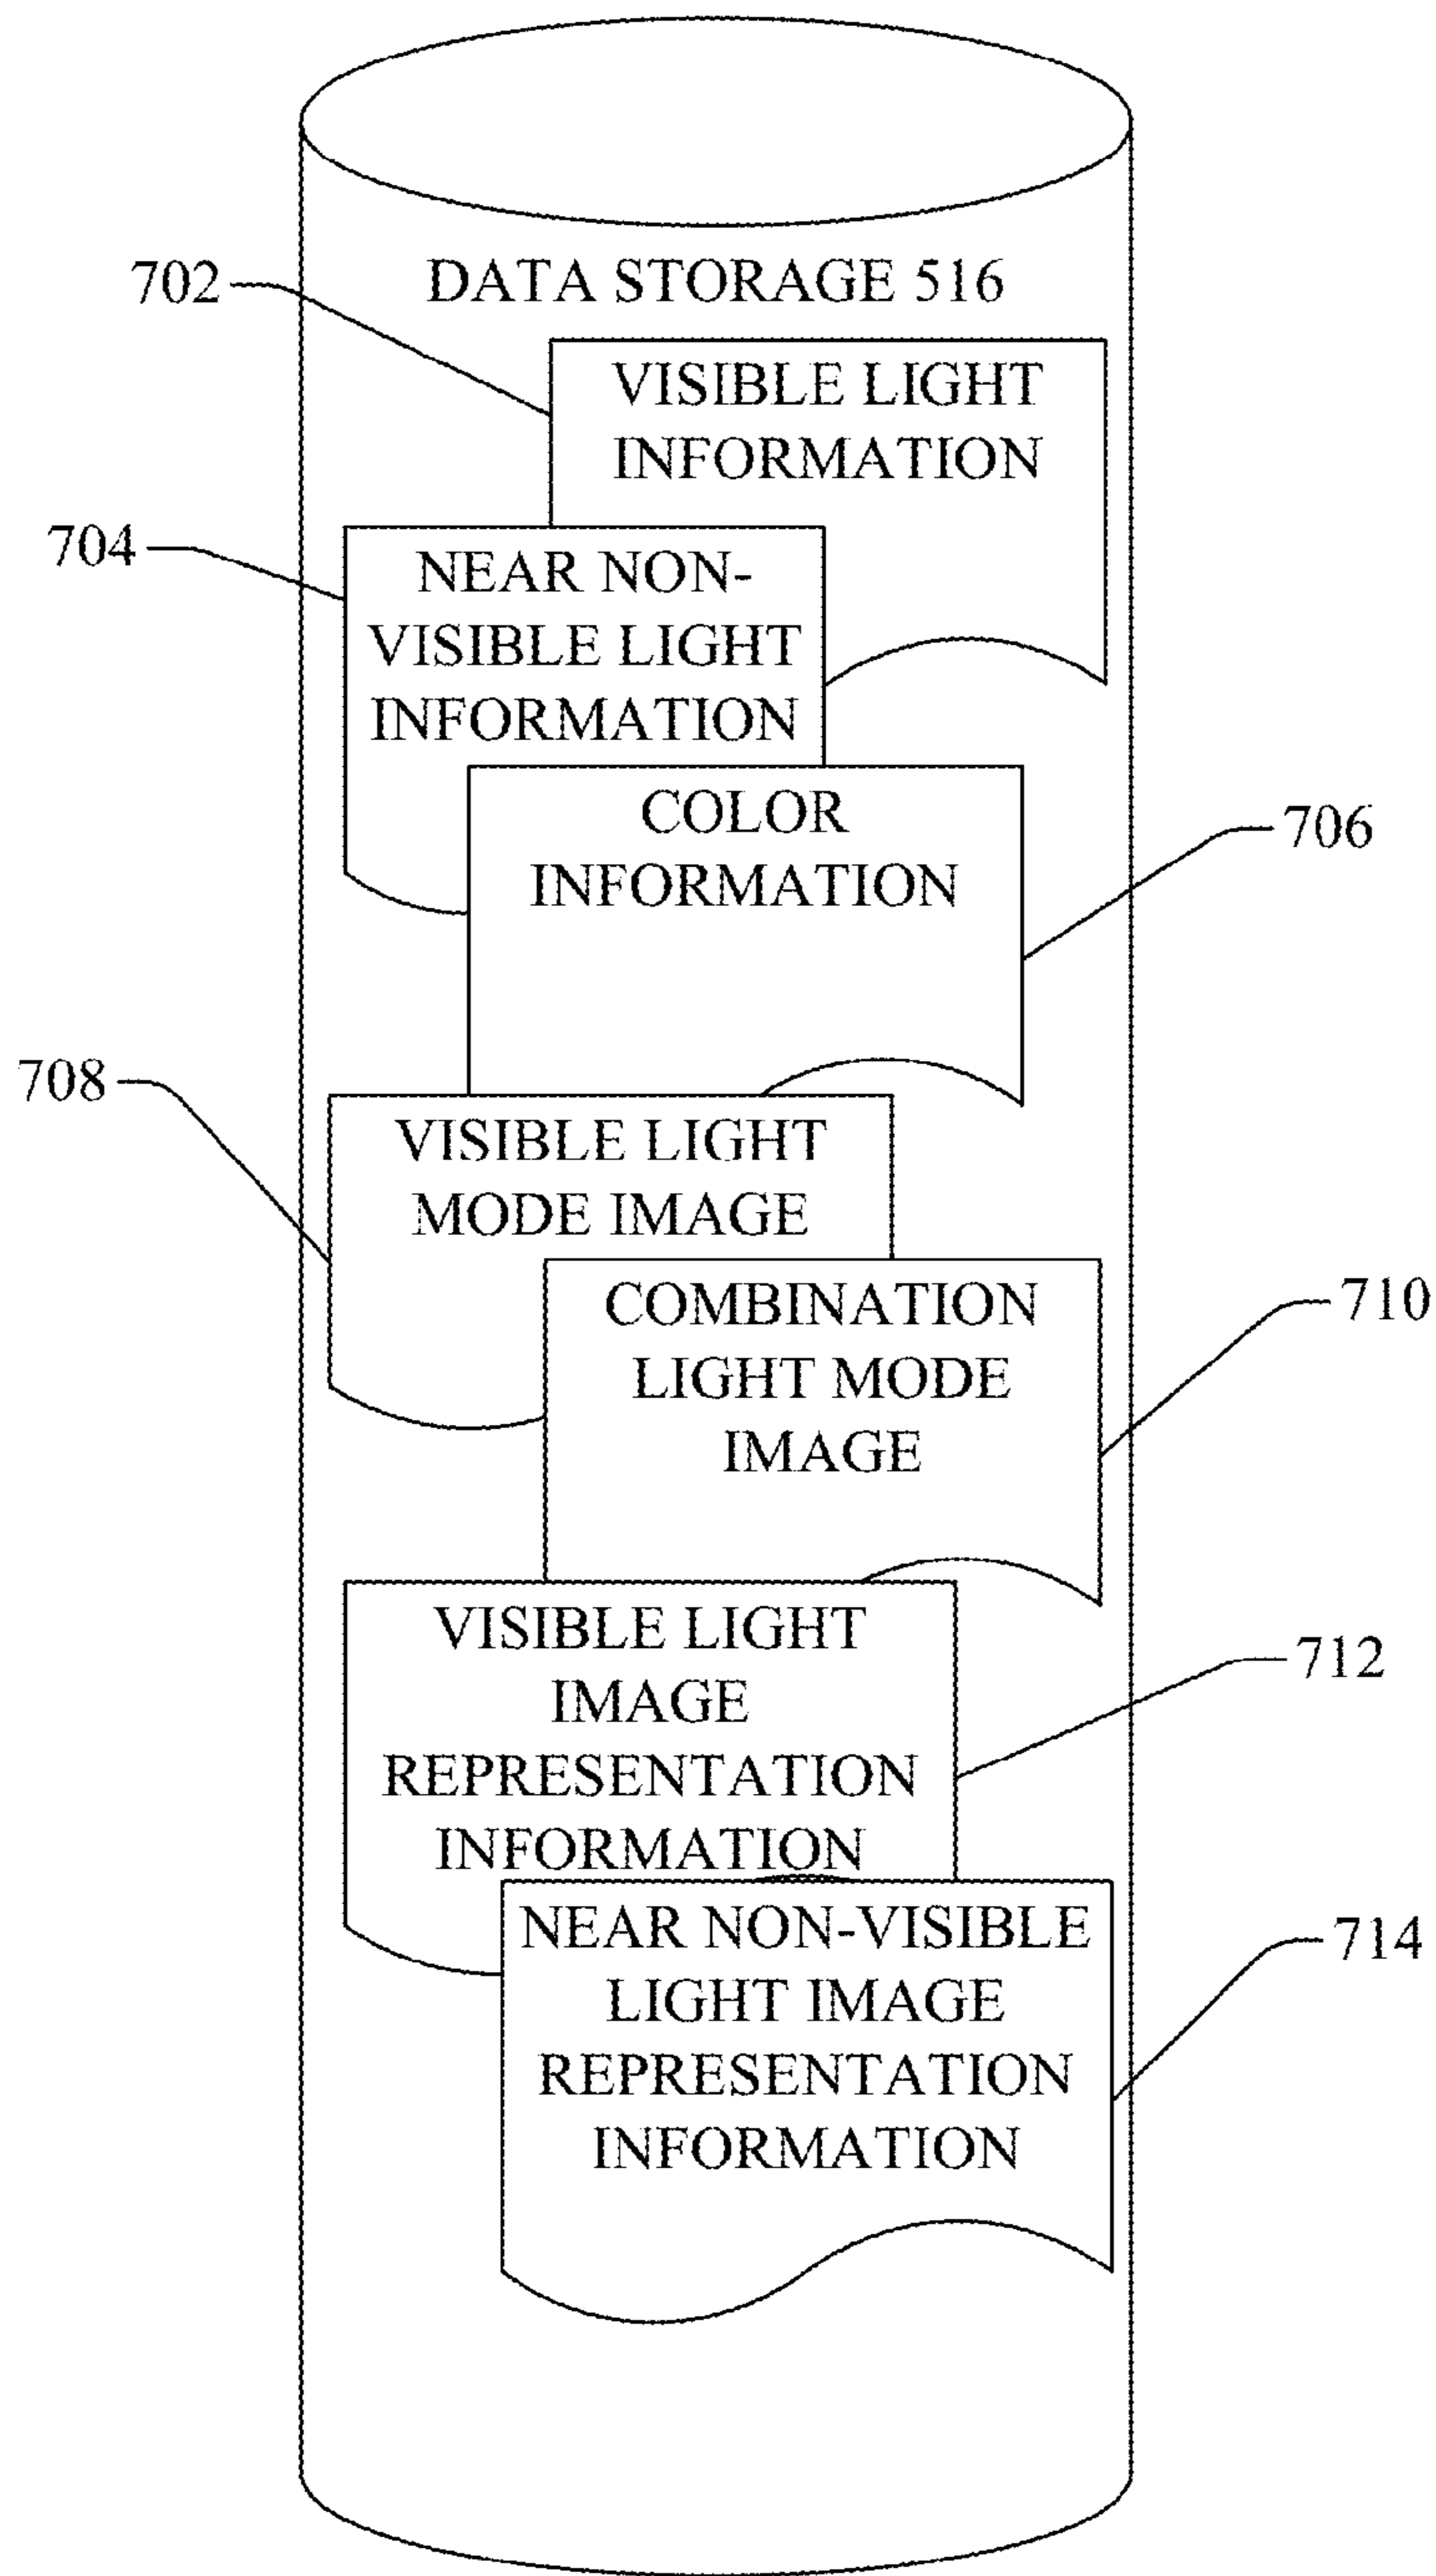 DATA STORAGE 516
702
VISIBLE LIGHT
INFORMATION
704
NEAR NON-
VISIBLE LIGHT
INFORMATION
COLOR
INFORMATION
706
708
VISIBLE LIGHT
MODE IMAGE
COMBINATION
LIGHT MODE
IMAGE
710
VISIBLE LIGHT
IMAGE
REPRESENTATION
INFORMATION
712
NEAR NON-VISIBLE
LIGHT IMAGE
REPRESENTATION
INFORMATION
714